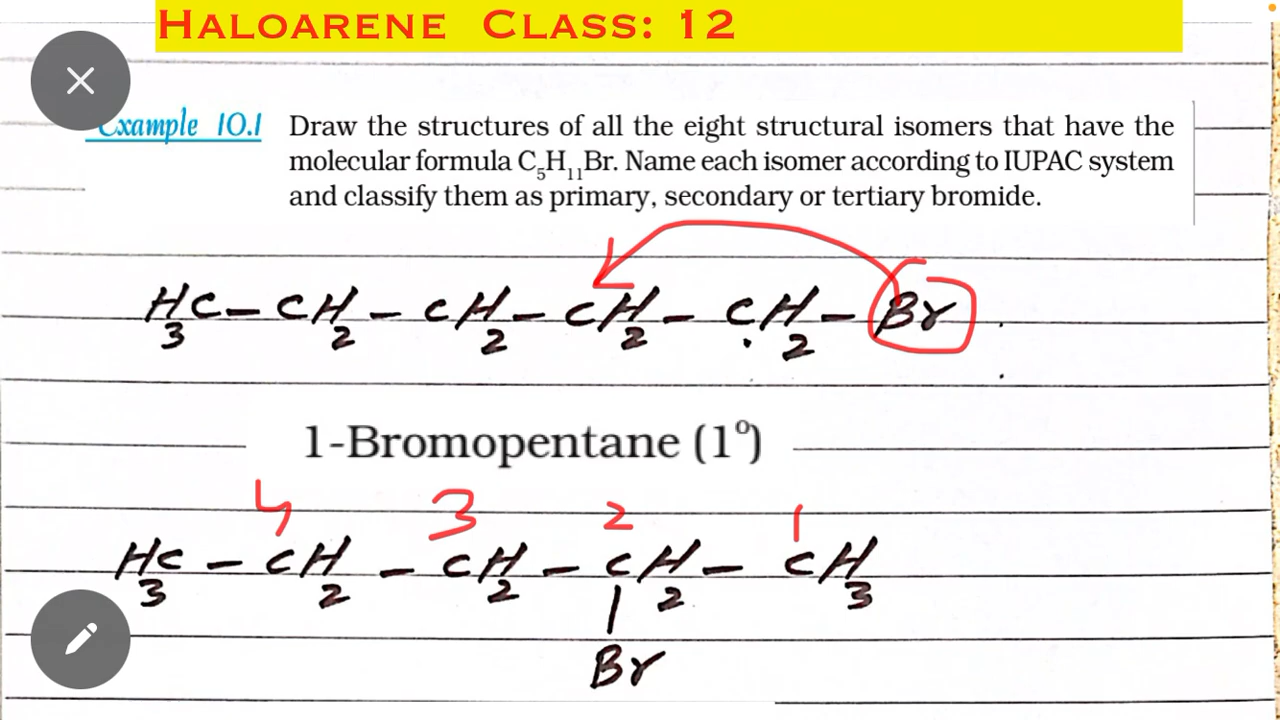 HALOARENE CLASS: 12
Example 10.1 Draw the structures of all the eight structural isomers that have the
molecular formula C₅H₁₁Br. Name each isomer according to IUPAC system
and classify them as primary, secondary or tertiary bromide.
H₃C – CH₂ – CH₂ – CH₂ – CH₂ – Br
1-Bromopentane (1°)
4 3 2 1
H₃C – CH₂ – CH₂ – CH₂ – CH₃
Br